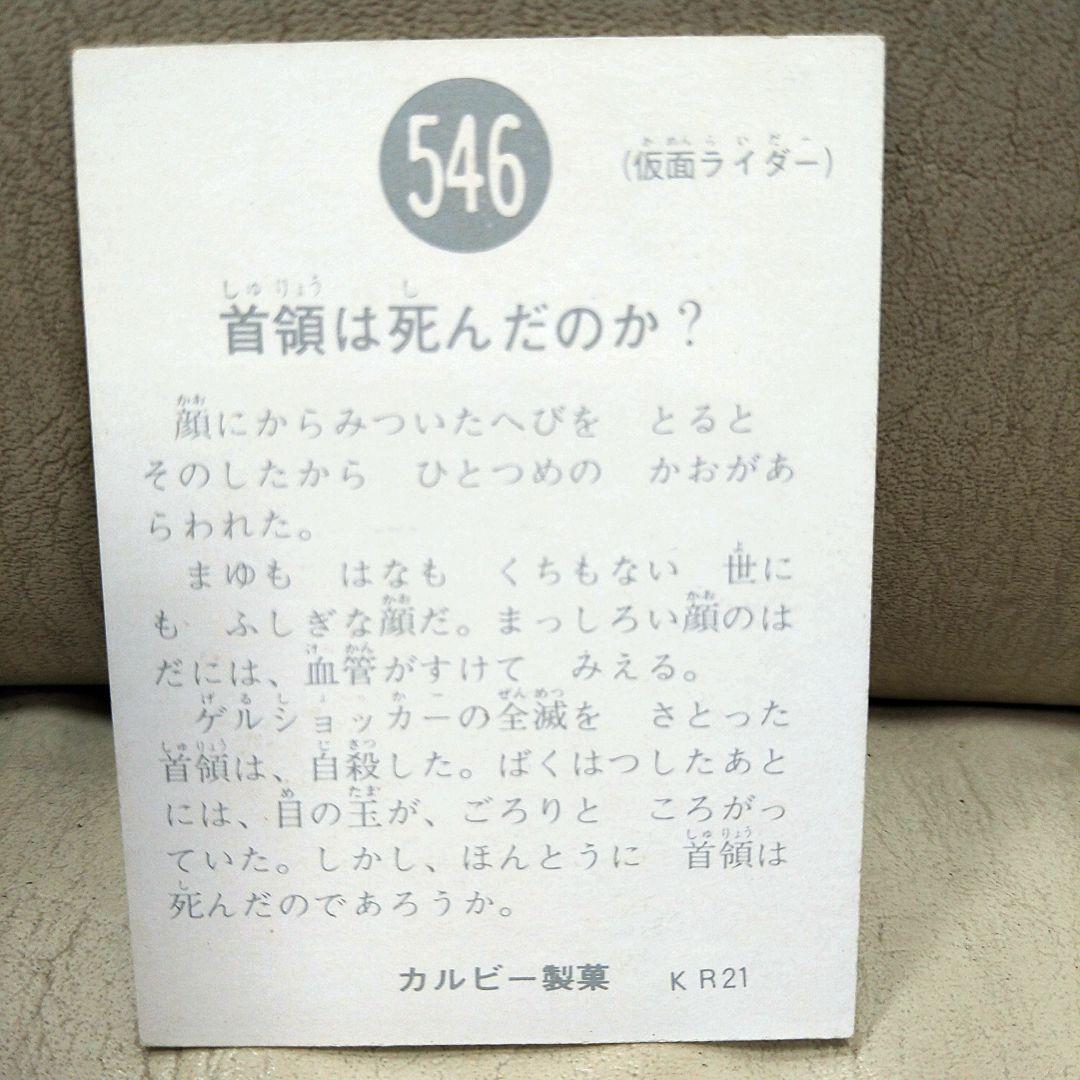 546
(仮面ライダー)
首領は死んだのか?
顔にからみついたへびを　とると
そのしたから　ひとつめの　かおがあ
らわれた。
まゆも　はなも　くちもない　世に
も　ふしぎな顔だ。まっしろい顔のは
だには、血管がすけて　みえる。
ゲルショッカーの全滅を　さとった
首領は、自殺した。ばくはつしたあと
には、目の玉が、ごろりと　ころがっ
ていた。しかし、ほんとうに　首領は
死んだのであろうか。
カルビー製菓　KR21